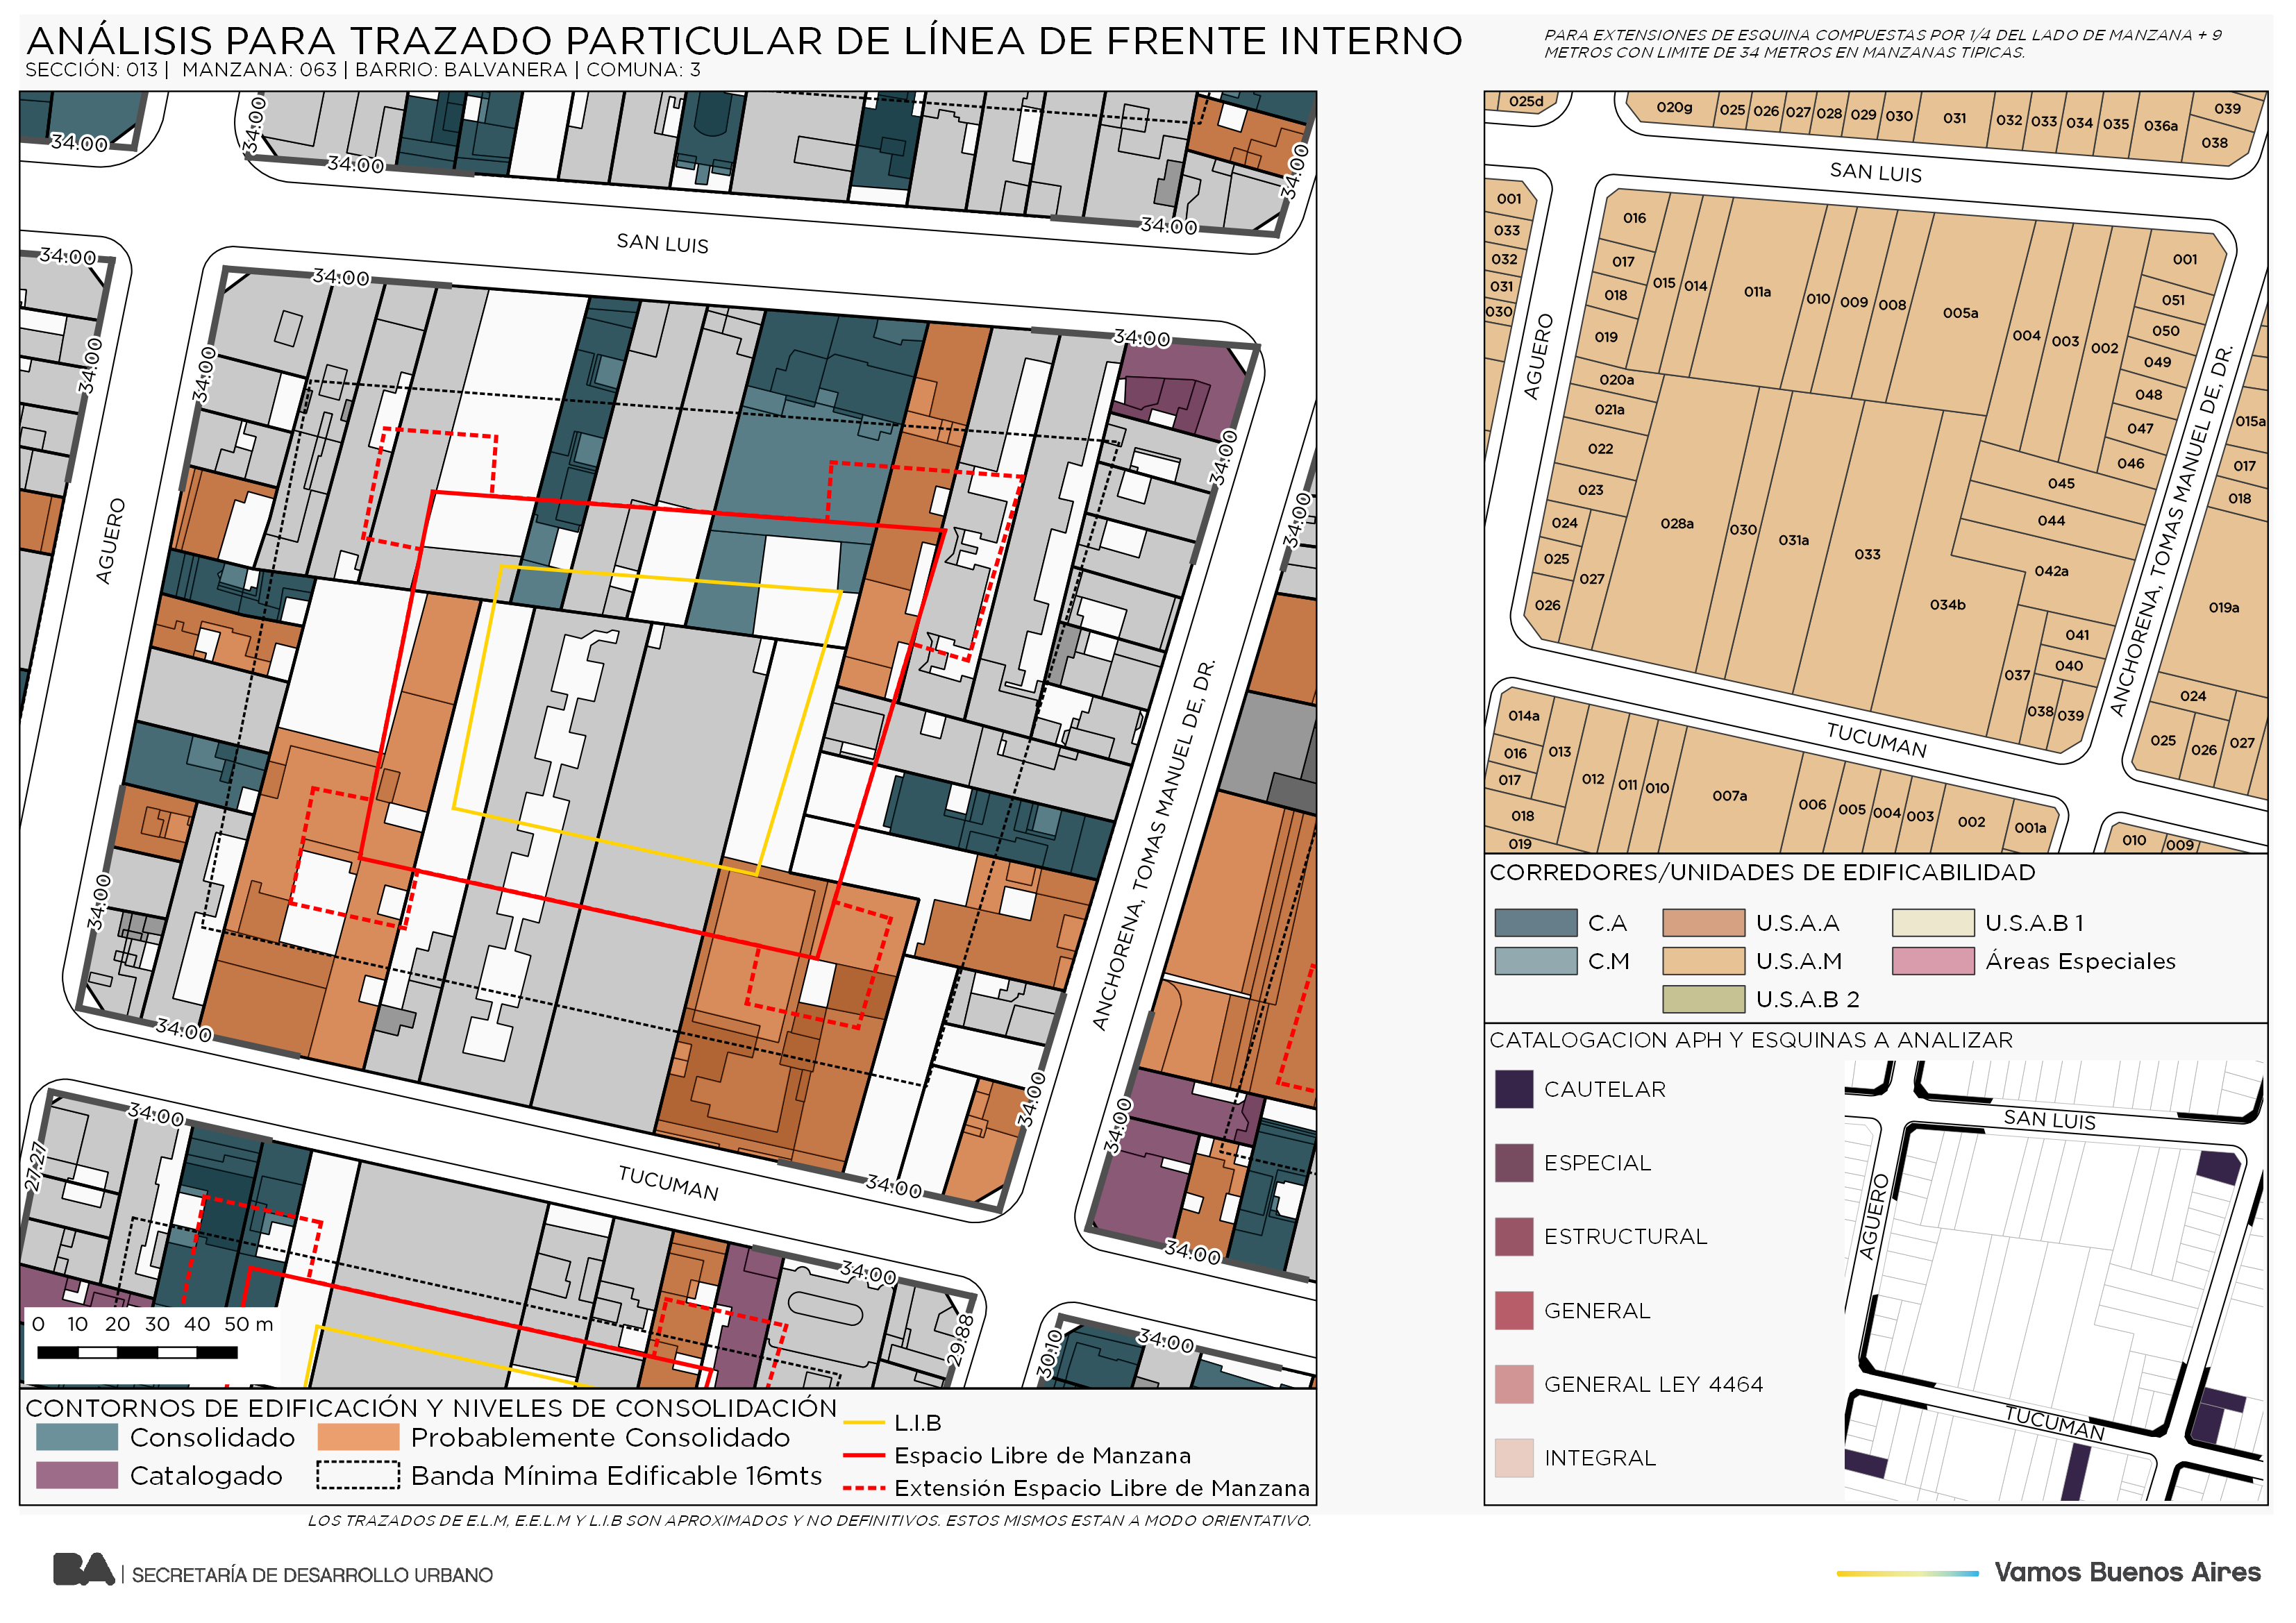 ANÁLISIS PARA TRAZADO PARTICULAR DE LÍNEA DE FRENTE INTERNO
SECCIÓN: 013 | MANZANA: 063 | BARRIO: BALVANERA | COMUNA: 3
PARA EXTENSIONES DE ESQUINA COMPUESTAS POR 1/4 DEL LADO DE MANZANA + 9
METROS CON LIMITE DE 34 METROS EN MANZANAS TIPICAS.
34:00
34:00
34:00
34:00
34:00
SAN LUIS
34:00
34:00
34:00
34:00
34:00
34:00
34:00
AGUERO
ANCHORENA, TOMAS MANUEL DE, DR.
34:00
34:00
34:00
34:00
34:00
34:00
34:00
27:27
TUCUMAN
34:00
34:00
29:88
30:10
34:00
0 10 20 30 40 50 m
CONTORNOS DE EDIFICACIÓN Y NIVELES DE CONSOLIDACIÓN
Consolidado
Probablemente Consolidado
Catalogado
Banda Mínima Edificable 16mts
L.I.B
Espacio Libre de Manzana
Extensión Espacio Libre de Manzana
LOS TRAZADOS DE E.L.M, E.E.L.M Y L.I.B SON APROXIMADOS Y NO DEFINITIVOS. ESTOS MISMOS ESTAN A MODO ORIENTATIVO.
025d
020g 025 026 027 028 029 030 031 032 033 034 035 036a 039
038
SAN LUIS
001
033
032
031
030
AGUERO
016
017
018
019
015 014 011a 010 009 008 005a 004 003 002
001
051
050
049
048
047
046
020a
021a
022
023
024
025
026
027
028a 030 031a 033 034b
045
044
042a
041
040
037
038 039
ANCHORENA, TOMAS MANUEL DE, DR.
015a
017
018
019a
024
025 026 027
TUCUMAN
014a
016
017
018
019
013 012 011 010 007a 006 005 004 003 002 001a
010 009
CORREDORES/UNIDADES DE EDIFICABILIDAD
C.A
U.S.A.A
U.S.A.B 1
C.M
U.S.A.M
Áreas Especiales
U.S.A.B 2
CATALOGACION APH Y ESQUINAS A ANALIZAR
CAUTELAR
ESPECIAL
ESTRUCTURAL
GENERAL
GENERAL LEY 4464
INTEGRAL
SAN LUIS
AGUERO
TUCUMAN
BA | SECRETARÍA DE DESARROLLO URBANO
Vamos Buenos Aires